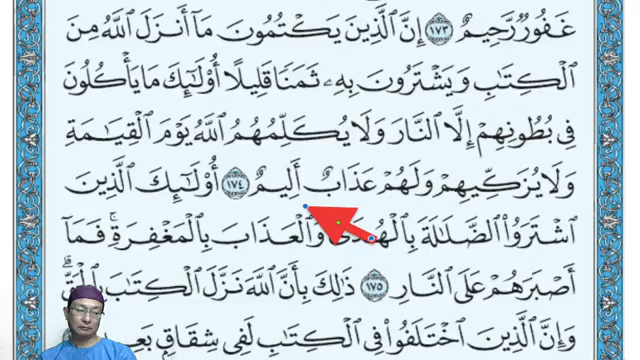 غَفُورٌ رَّحِيمٌ ١٧٣ إِنَّ ٱلَّذِينَ يَكْتُمُونَ مَآ أَنزَلَ ٱللَّهُ مِنَ
ٱلْكِتَٰبِ وَيَشْتَرُونَ بِهِۦ ثَمَنًا قَلِيلًا أُو۟لَٰٓئِكَ مَا يَأْكُلُونَ
فِى بُطُونِهِمْ إِلَّا ٱلنَّارَ وَلَا يُكَلِّمُهُمُ ٱللَّهُ يَوْمَ ٱلْقِيَٰمَةِ
وَلَا يُزَكِّيهِمْ وَلَهُمْ عَذَابٌ أَلِيمٌ ١٧٤ أُو۟لَٰٓئِكَ ٱلَّذِينَ
ٱشْتَرَوُا۟ ٱلضَّلَٰلَةَ بِٱلْهُدَىٰ وَٱلْعَذَابَ بِٱلْمَغْفِرَةِ ۚ فَمَآ
أَصْبَرَهُمْ عَلَى ٱلنَّارِ ١٧٥ ذَٰلِكَ بِأَنَّ ٱللَّهَ نَزَّلَ ٱلْكِتَٰبَ بِٱلْحَقِّ ۗ
وَإِنَّ ٱلَّذِينَ ٱخْتَلَفُوا۟ فِى ٱلْكِتَٰبِ لَفِى شِقَاقٍۭ